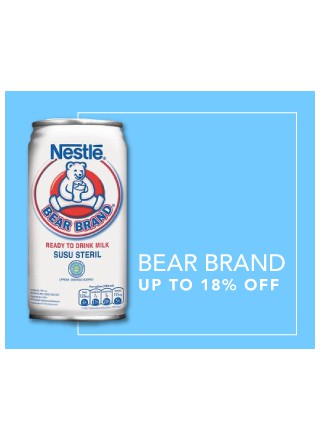 Nestlé
BEAR BRAND
READY TO DRINK MILK
SUSU STERIL
BEAR BRAND
UP TO 18% OFF